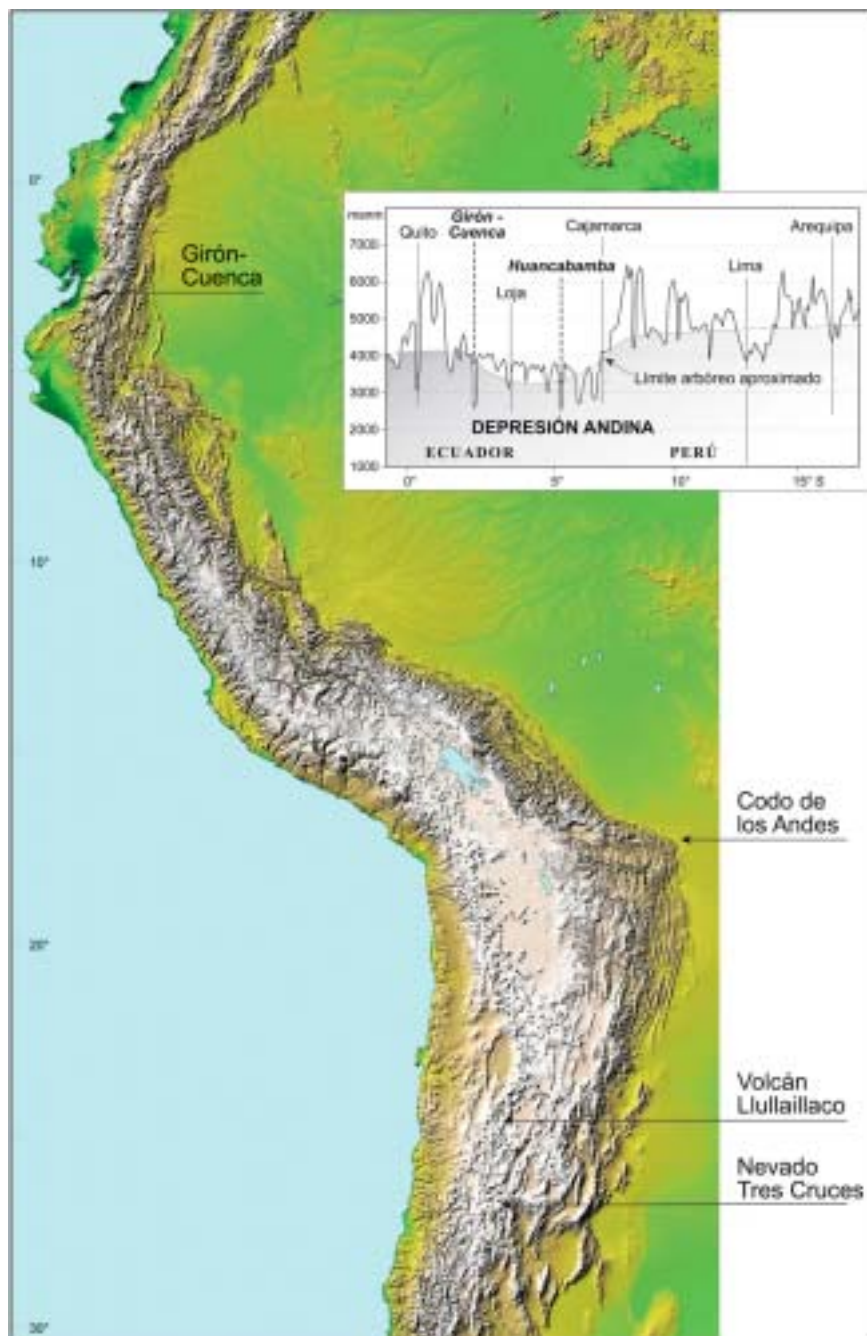 0°
10°
20°
30°
Girón-
Cuenca
msnm
7000
6000
5000
4000
3000
2000
1000
Quito
Girón -
Cuenca
Loja
Huancabamba
Cajamarca
Lima
Arequipa
Límite arbóreo aproximado
DEPRESIÓN ANDINA
ECUADOR
PERÚ
0°
5°
10°
15° S
Codo de
los Andes
Volcán
Llullaillaco
Nevado
Tres Cruces